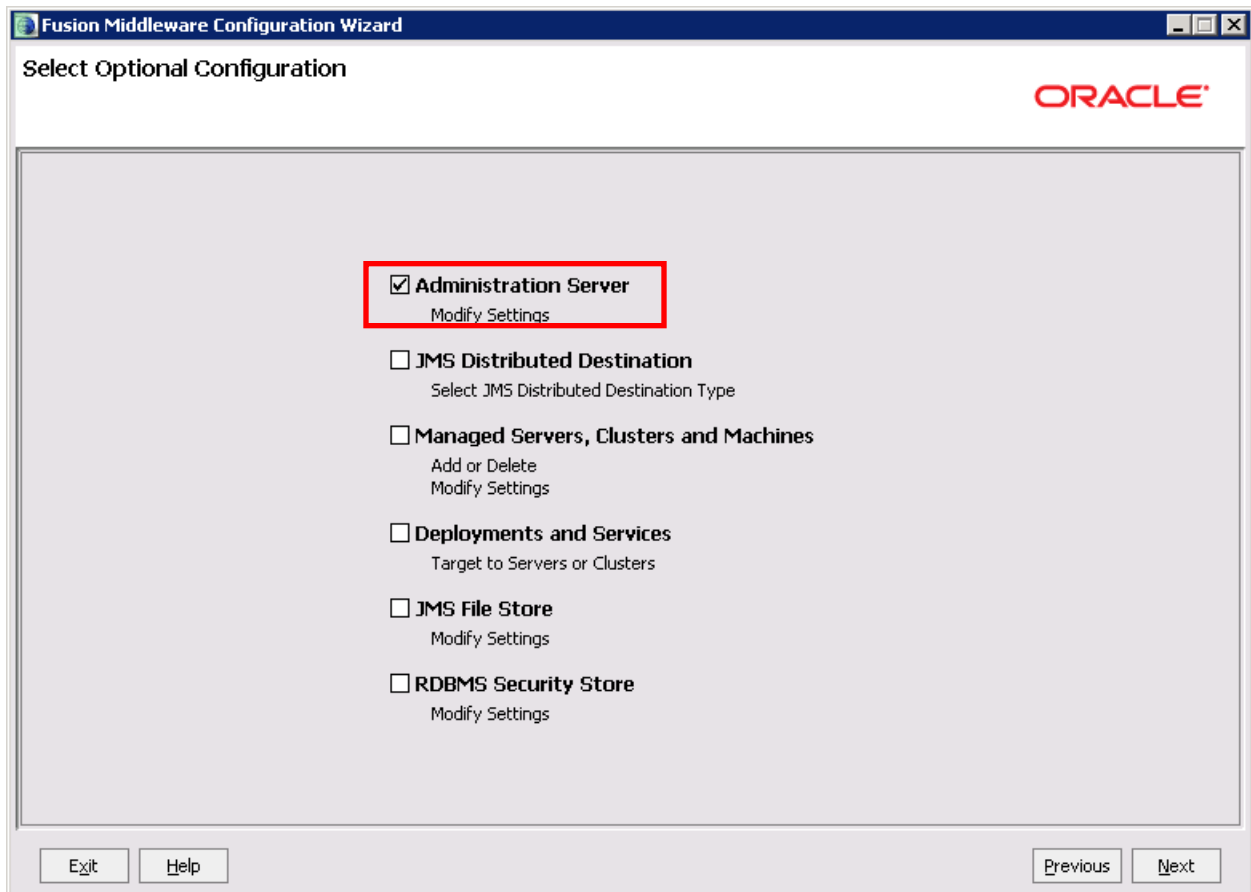 Fusion Middleware Configuration Wizard
Select Optional Configuration
ORACLE
Administration Server
Modify Settings
JMS Distributed Destination
Select JMS Distributed Destination Type
Managed Servers, Clusters and Machines
Add or Delete
Modify Settings
Deployments and Services
Target to Servers or Clusters
JMS File Store
Modify Settings
RDBMS Security Store
Modify Settings
Exit Help Previous Next